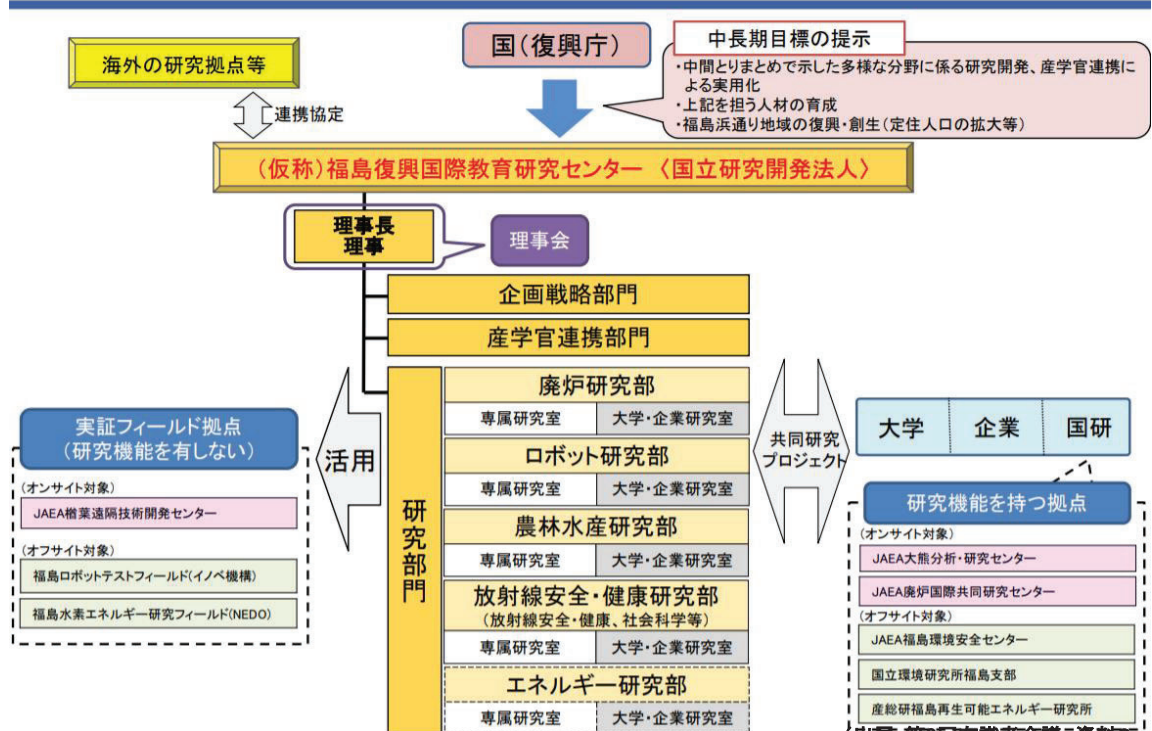 海外の研究拠点等
連携協定
国(復興庁)
中長期目標の提示
・中間とりまとめで示した多様な分野に係る研究開発、産学官連携に
よる実用化
・上記を担う人材の育成
・福島浜通り地域の復興・創生(定住人口の拡大等)
(仮称)福島復興国際教育研究センター 〈国立研究開発法人〉
理事長
理事
理事会
企画戦略部門
産学官連携部門
研究部門
廃炉研究部
専属研究室 大学・企業研究室
ロボット研究部
専属研究室 大学・企業研究室
農林水産研究部
専属研究室 大学・企業研究室
放射線安全・健康研究部
(放射線安全・健康、社会科学等)
専属研究室 大学・企業研究室
エネルギー研究部
専属研究室 大学・企業研究室
活用
実証フィールド拠点
(研究機能を有しない)
(オンサイト対象)
JAEA楢葉遠隔技術開発センター
(オフサイト対象)
福島ロボットテストフィールド(イノベ機構)
福島水素エネルギー研究フィールド(NEDO)
共同研究
プロジェクト
大学 企業 国研
研究機能を持つ拠点
(オンサイト対象)
JAEA大熊分析・研究センター
JAEA廃炉国際共同研究センター
(オフサイト対象)
JAEA福島環境安全センター
国立環境研究所福島支部
産総研福島再生可能エネルギー研究所